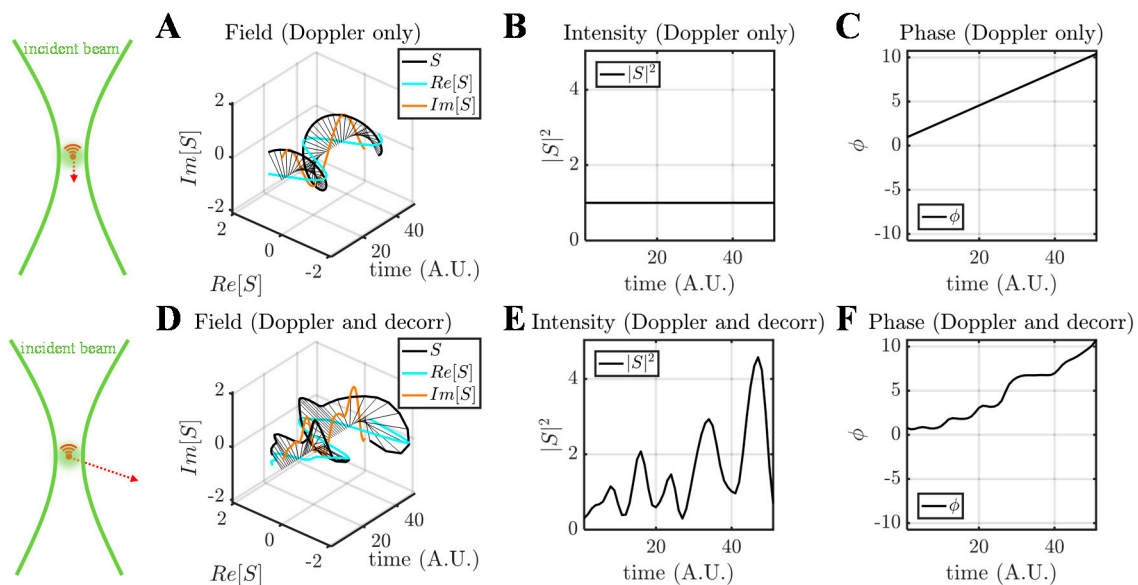 A Field (Doppler only)
incident beam
S
Re[S]
Im[S]
2
0
-2
Im[S]
2
0
-2
Re[S]
20
40
time (A.U.)
B Intensity (Doppler only)
|S|²
4
2
0
|S|²
20 40
time (A.U.)
C Phase (Doppler only)
10
5
0
-5
-10
ϕ
ϕ
20 40
time (A.U.)
D Field (Doppler and decorr)
incident beam
S
Re[S]
Im[S]
2
0
-2
Im[S]
2
0
-2
Re[S]
20
40
time (A.U.)
E Intensity (Doppler and decorr)
|S|²
4
2
0
|S|²
20 40
time (A.U.)
F Phase (Doppler and decorr)
10
5
0
-5
-10
ϕ
ϕ
20 40
time (A.U.)